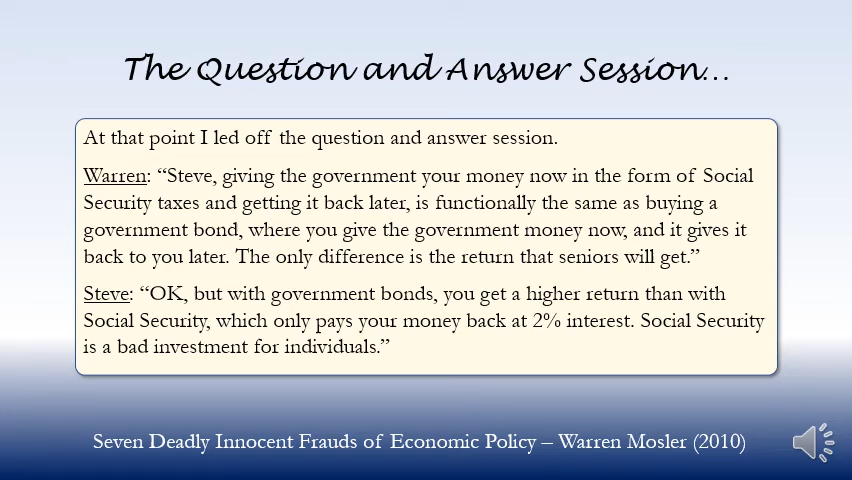 The Question and Answer Session…
At that point I led off the question and answer session.
Warren: “Steve, giving the government your money now in the form of Social
Security taxes and getting it back later, is functionally the same as buying a
government bond, where you give the government money now, and it gives it
back to you later. The only difference is the return that seniors will get.”
Steve: “OK, but with government bonds, you get a higher return than with
Social Security, which only pays your money back at 2% interest. Social Security
is a bad investment for individuals.”
Seven Deadly Innocent Frauds of Economic Policy – Warren Mosler (2010)